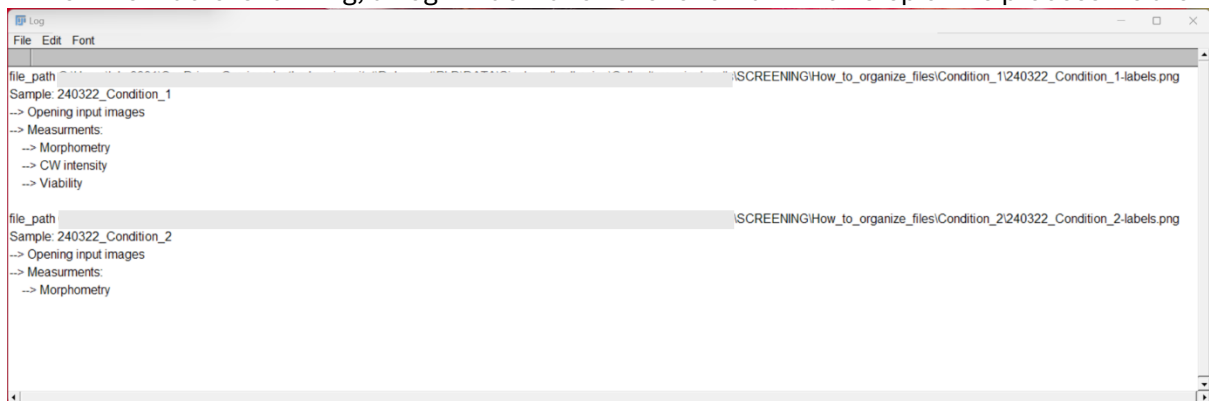 Log
File Edit Font
file_path :\SCREENING\How_to_organize_files\Condition_1\240322_Condition_1-labels.png
Sample: 240322_Condition_1
--> Opening input images
--> Measurments:
--> Morphometry
--> CW intensity
--> Viability
file_path \SCREENING\How_to_organize_files\Condition_2\240322_Condition_2-labels.png
Sample: 240322_Condition_2
--> Opening input images
--> Measurments:
--> Morphometry